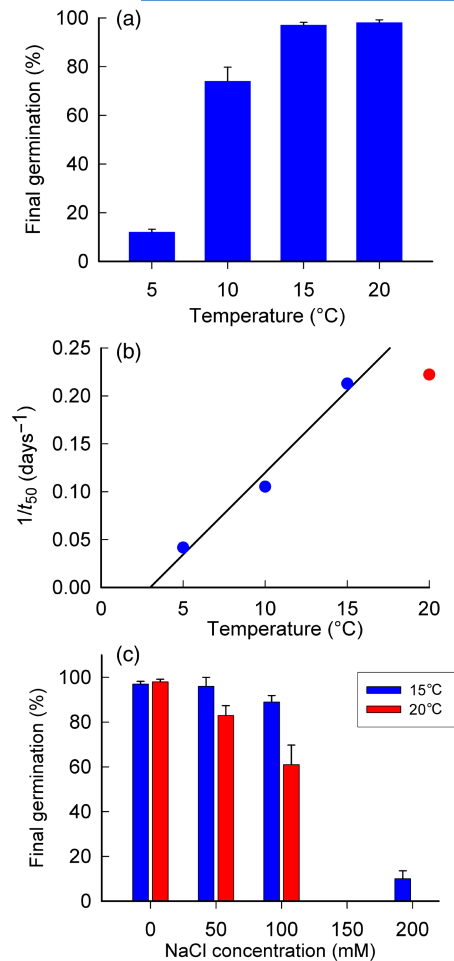 (a)
Final germination (%)
100
80
60
40
20
0
5 10 15 20
Temperature (°C)
(b)
1/t50 (days−1)
0.25
0.20
0.15
0.10
0.05
0.00
0 5 10 15 20
Temperature (°C)
(c)
Final germination (%)
100
80
60
40
20
0
15°C
20°C
0 50 100 150 200
NaCl concentration (mM)